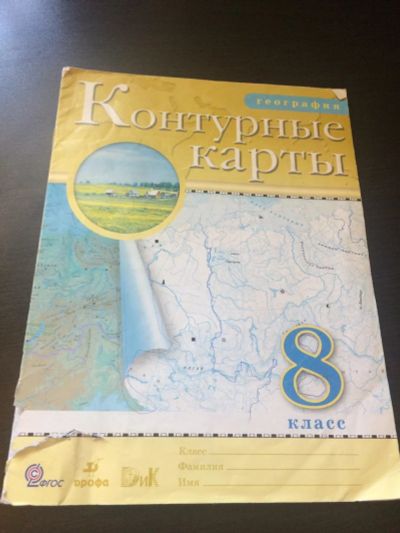 география
Контурные
карты
8
класс
Класс
Фамилия
Имя
ФГОС
дрофа
ДиК